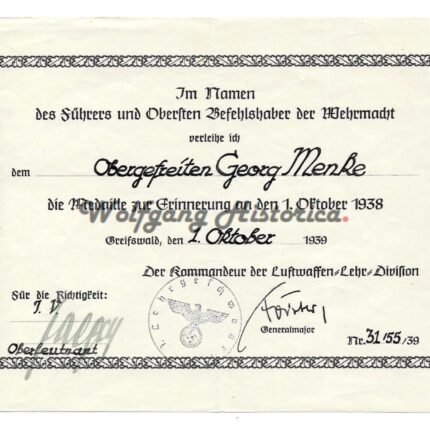 Im Namen
des Führers und Obersten Befehlshaber der Wehrmacht
verleihe ich
dem Obergefreiten Georg Menke
die Medaille zur Erinnerung an den 1. Oktober 1938
Wolfgang Historica.
Greifswald, den 1. Oktober 1939
Der Kommandeur der Luftwaffen-Lehr-Division
Für die Richtigkeit:
I. V.
Generalmajor
Oberleutnant
Nr. 31/55/39